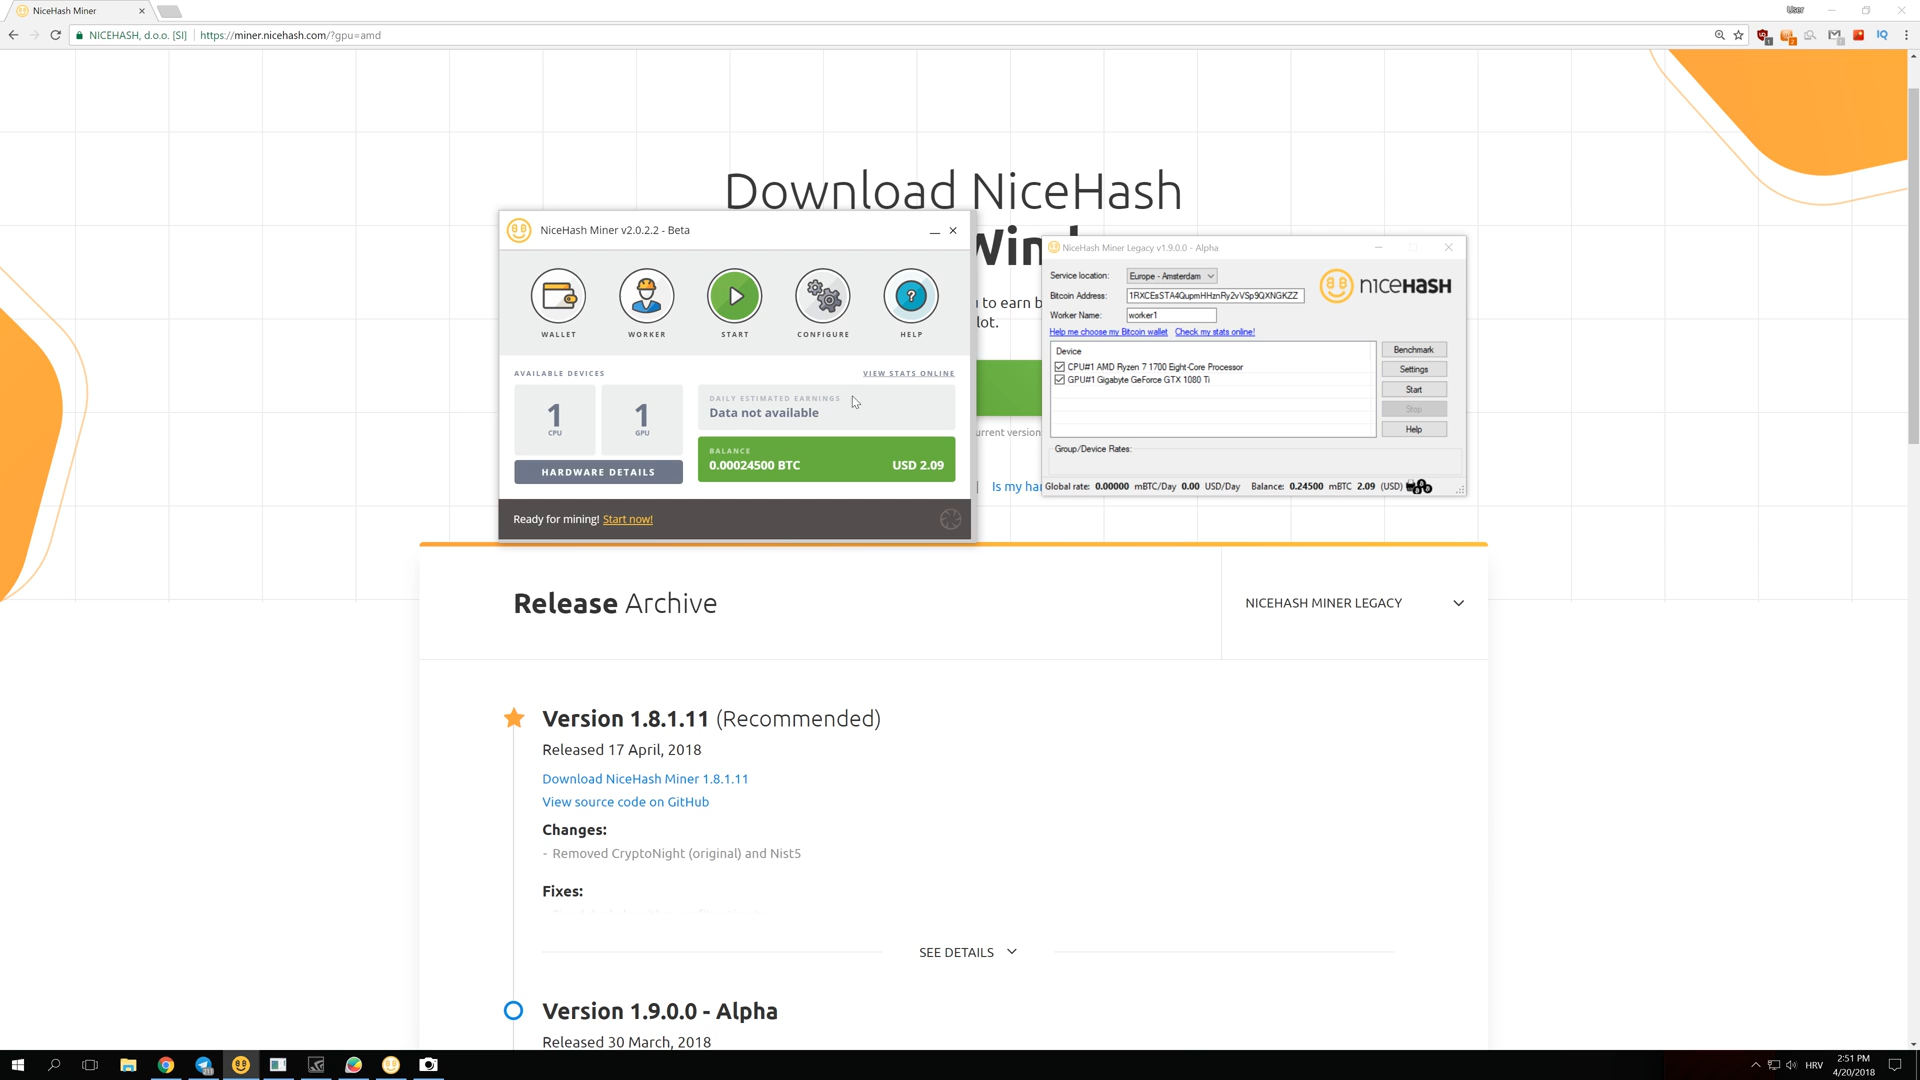 NiceHash Miner
User
NICEHASH, d.o.o. [SI]
https://miner.nicehash.com/?gpu=amd
IQ
Download NiceHash
Wind
to earn b
lot.
urrent version
Is my har
NiceHash Miner v2.0.2.2 - Beta
WALLET
WORKER
START
CONFIGURE
HELP
AVAILABLE DEVICES
VIEW STATS ONLINE
1
CPU
1
GPU
HARDWARE DETAILS
DAILY ESTIMATED EARNINGS
Data not available
BALANCE
0.00024500 BTC
USD 2.09
Ready for mining! Start now!
NiceHash Miner Legacy v1.9.0.0 - Alpha
Service location:
Europe - Amsterdam
Bitcoin Address:
1RXCEsSTA4QupmHHznRy2vVSp9QXNGKZZ
Worker Name:
worker1
Help me choose my Bitcoin wallet
Check my stats online!
NICEHASH
Device
CPU#1 AMD Ryzen 7 1700 Eight-Core Processor
GPU#1 Gigabyte GeForce GTX 1080 Ti
Benchmark
Settings
Start
Stop
Help
Group/Device Rates:
Global rate: 0.00000 mBTC/Day 0.00 USD/Day Balance: 0.24500 mBTC 2.09 (USD)
Release Archive
NICEHASH MINER LEGACY
Version 1.8.1.11 (Recommended)
Released 17 April, 2018
Download NiceHash Miner 1.8.1.11
View source code on GitHub
Changes:
- Removed CryptoNight (original) and Nist5
Fixes:
SEE DETAILS
Version 1.9.0.0 - Alpha
Released 30 March, 2018
HRV
2:51 PM
4/20/2018